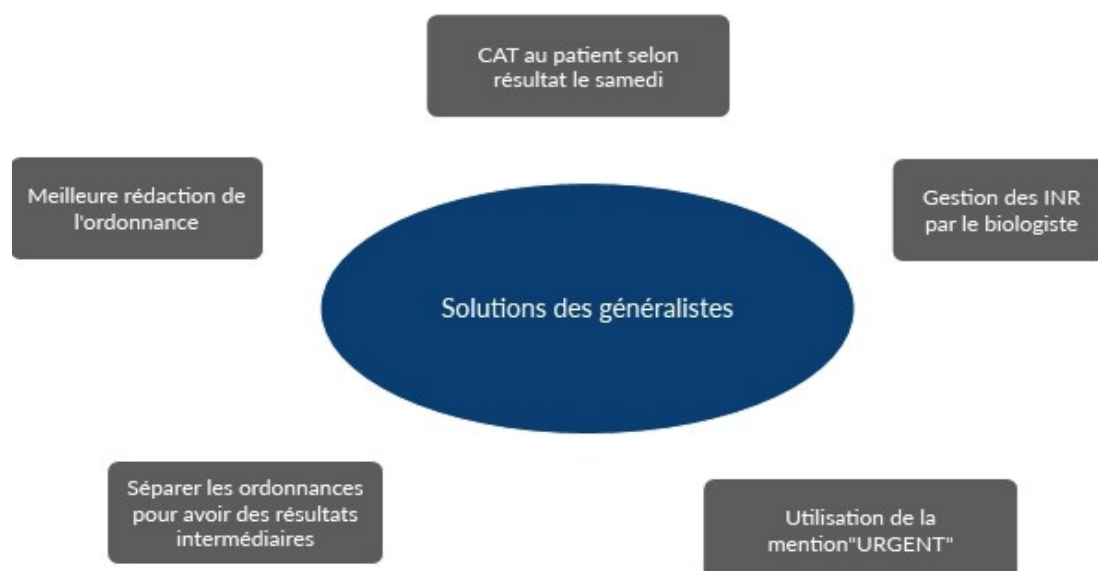 CAT au patient selon
résultat le samedi
Meilleure rédaction de
l'ordonnance
Gestion des INR
par le biologiste
Solutions des généralistes
Séparer les ordonnances
pour avoir des résultats
intermédiaires
Utilisation de la
mention"URGENT"